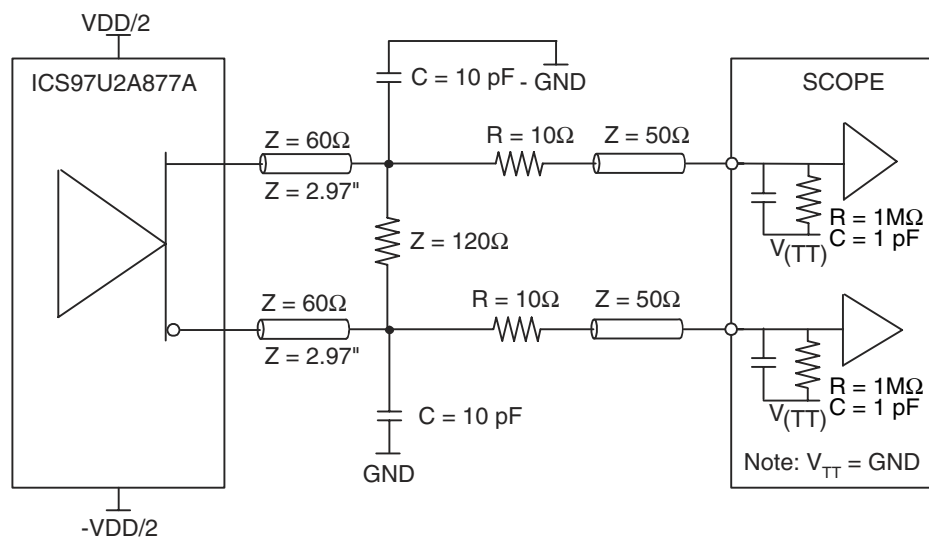 VDD/2
ICS97U2A877A
C = 10 pF
- GND
SCOPE
Z = 60Ω
Z = 2.97"
R = 10Ω
Z = 50Ω
R = 1MΩ
C = 1 pF
V(TT)
Z = 120Ω
Z = 60Ω
Z = 2.97"
R = 10Ω
Z = 50Ω
R = 1MΩ
C = 1 pF
V(TT)
C = 10 pF
GND
Note: VTT = GND
-VDD/2